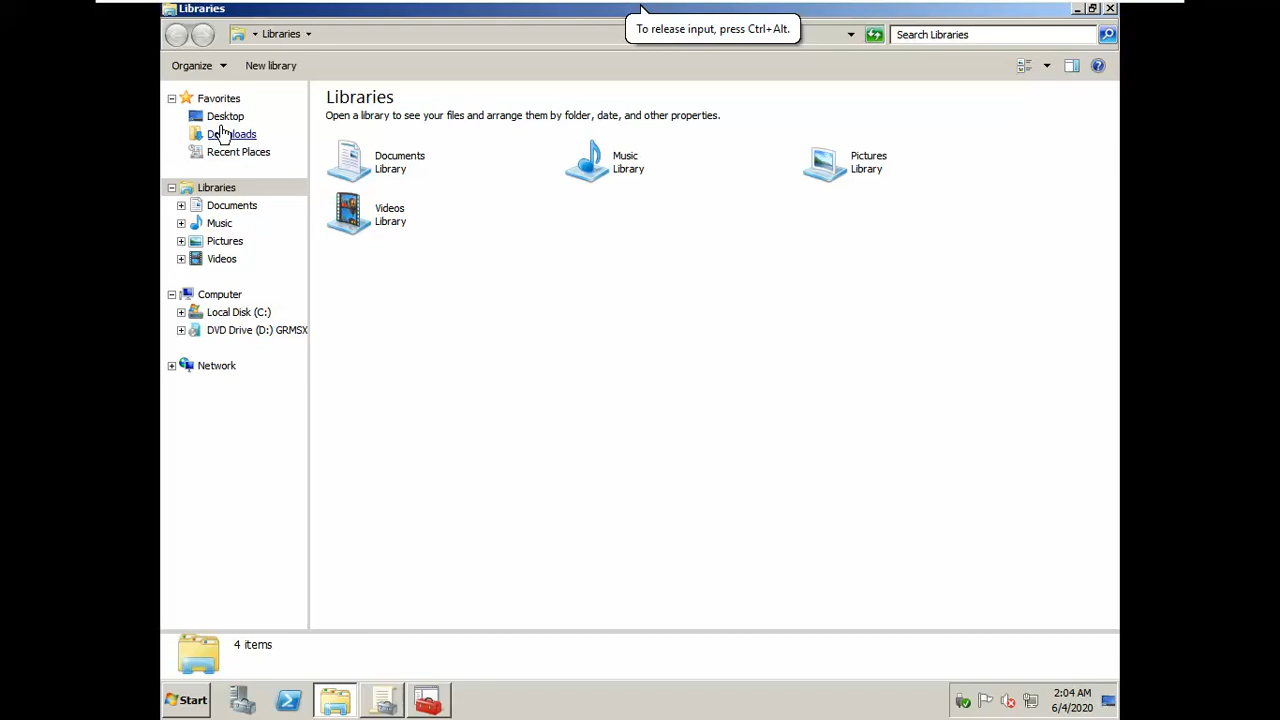 Libraries
To release input, press Ctrl+Alt.
Libraries
Search Libraries
Organize
New library
Favorites
Desktop
Downloads
Recent Places
Libraries
Documents
Music
Pictures
Videos
Computer
Local Disk (C:)
DVD Drive (D:) GRMSX
Network
Libraries
Open a library to see your files and arrange them by folder, date, and other properties.
Documents
Library
Music
Library
Pictures
Library
Videos
Library
4 items
Start
2:04 AM
6/4/2020